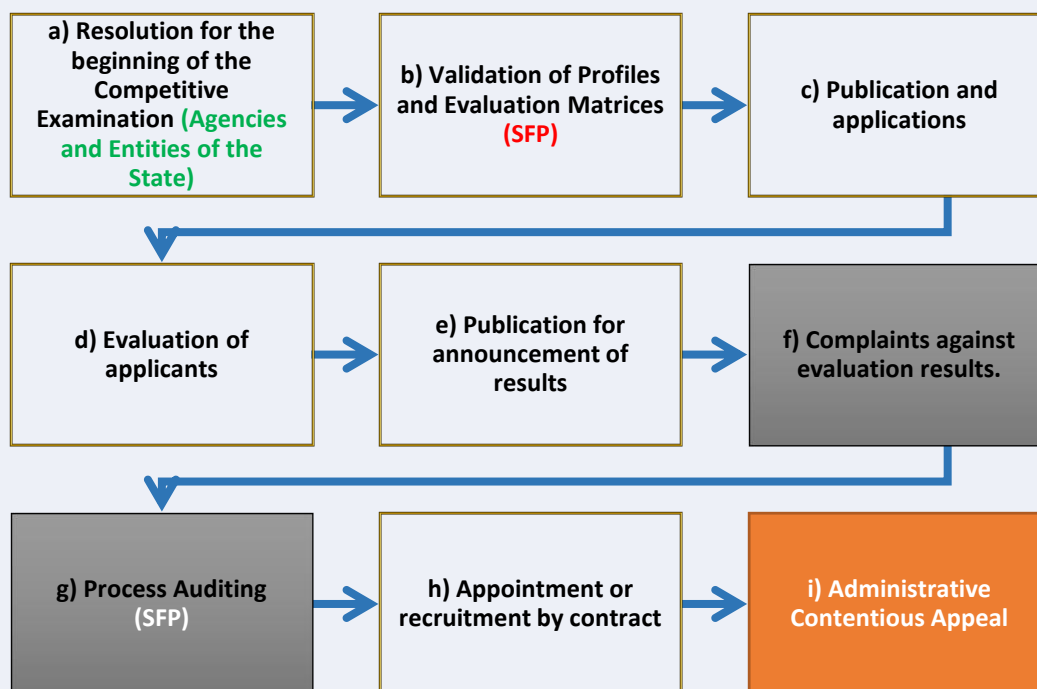 a) Resolution for the
beginning of the
Competitive
Examination (Agencies
and Entities of the
State)
b) Validation of Profiles
and Evaluation Matrices
(SFP)
c) Publication and
applications
d) Evaluation of
applicants
e) Publication for
announcement of
results
f) Complaints against
evaluation results.
g) Process Auditing
(SFP)
h) Appointment or
recruitment by contract
i) Administrative
Contentious Appeal